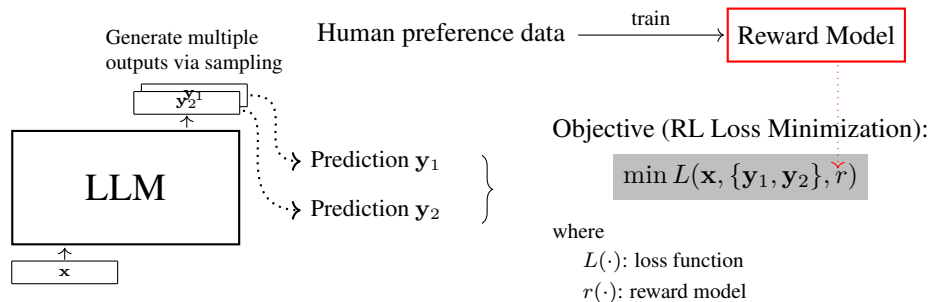 Human preference data
train
Reward Model
Generate multiple
outputs via sampling
y1
y2
LLM
x
Prediction y1
Prediction y2
Objective (RL Loss Minimization):
min L(x, {y1, y2}, r)
where
L(·): loss function
r(·): reward model